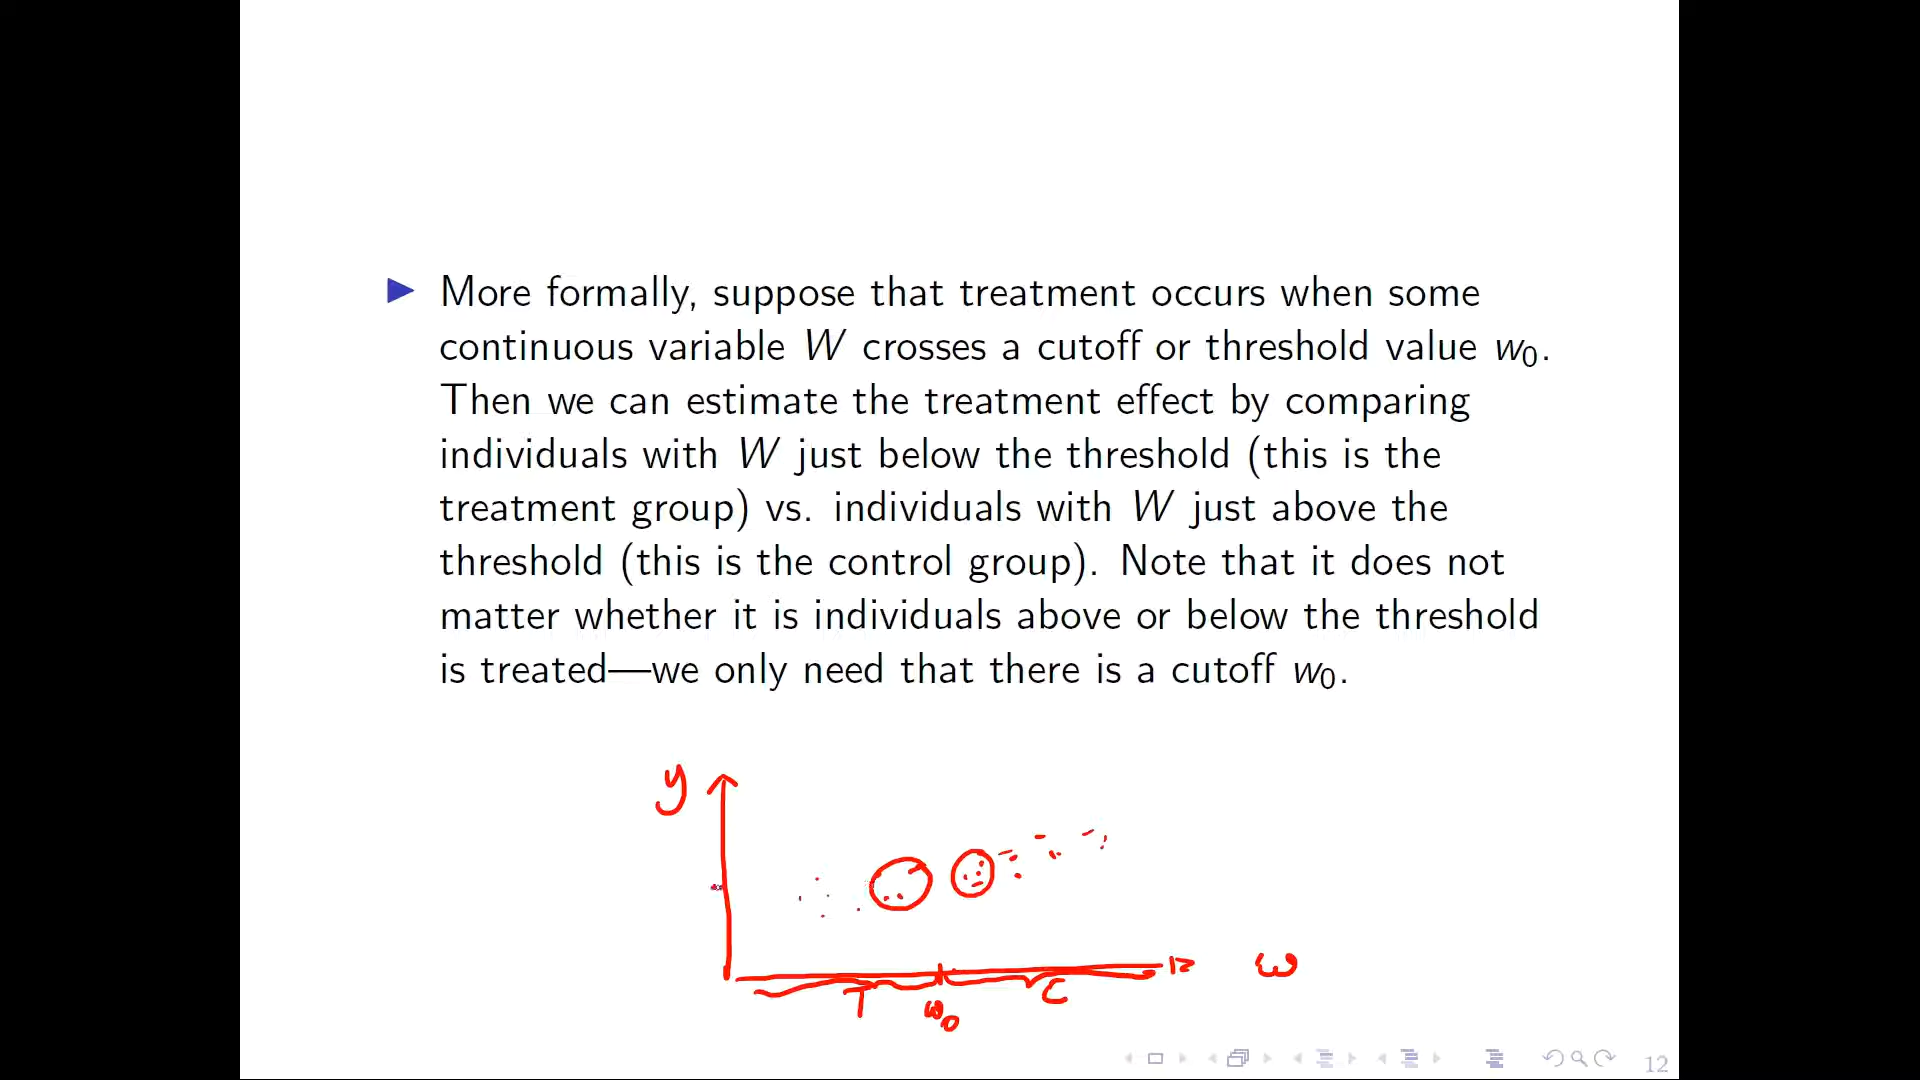 More formally, suppose that treatment occurs when some
continuous variable W crosses a cutoff or threshold value w₀.
Then we can estimate the treatment effect by comparing
individuals with W just below the threshold (this is the
treatment group) vs. individuals with W just above the
threshold (this is the control group). Note that it does not
matter whether it is individuals above or below the threshold
is treated—we only need that there is a cutoff w₀.
y
w
T
C
w₀
12